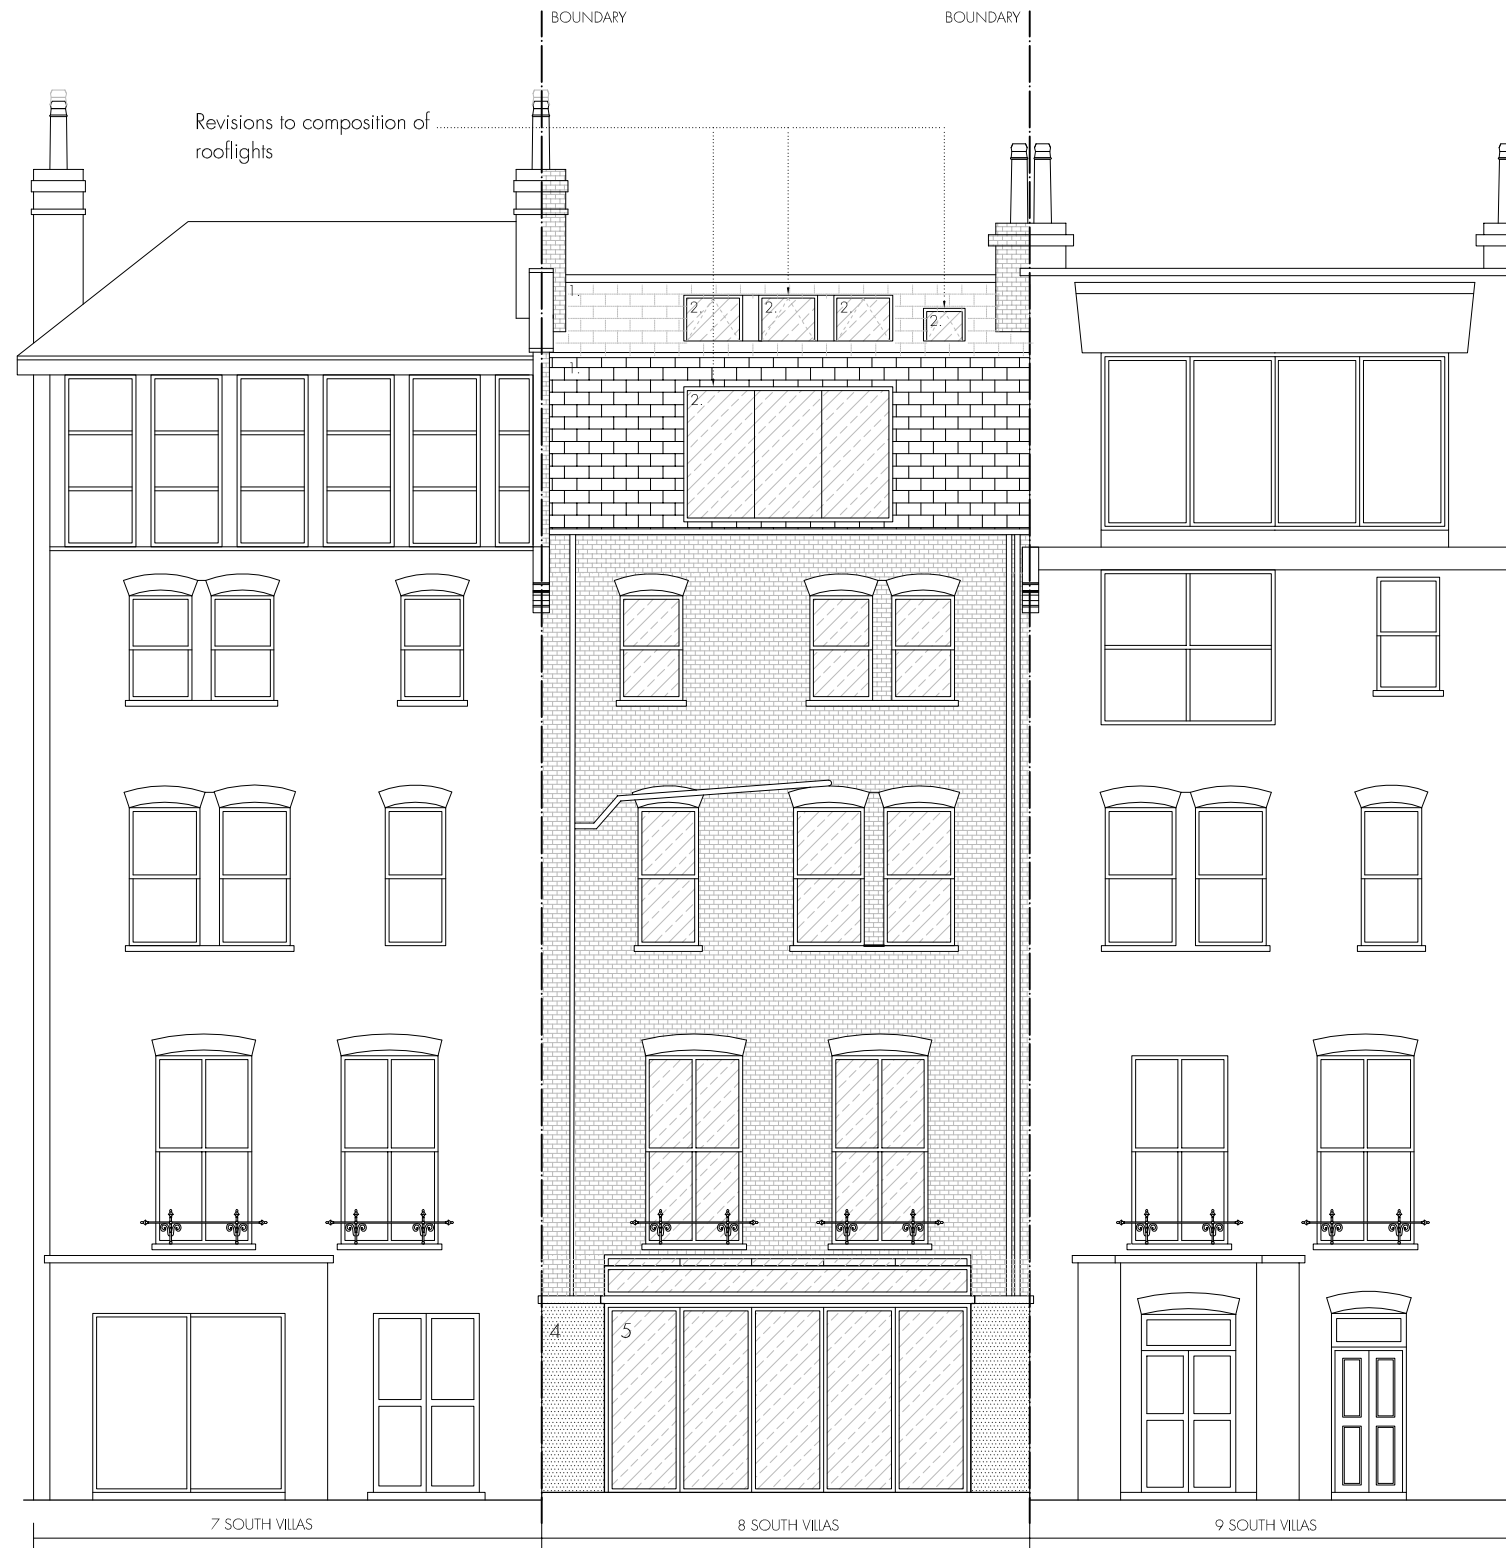 BOUNDARY
BOUNDARY
Revisions to composition of
rooflights
1.
2.
2.
2.
2.
1.
2.
4
5
7 SOUTH VILLAS
8 SOUTH VILLAS
9 SOUTH VILLAS